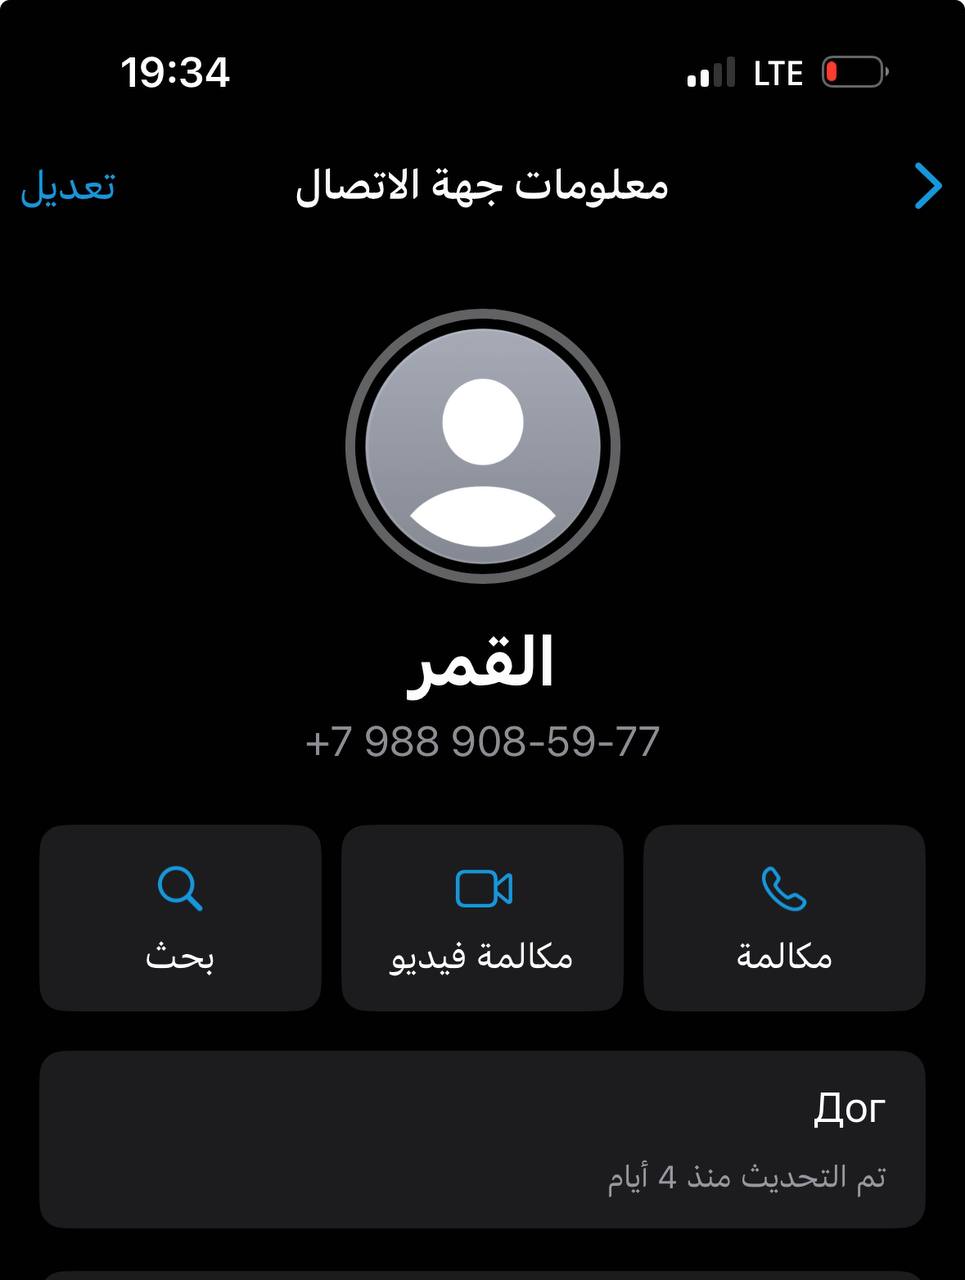 19:34 LTE
معلومات جهة الاتصال تعديل
القمر
+7 988 908-59-77
مكالمة مكالمة فيديو بحث
Дог
تم التحديث منذ 4 أيام